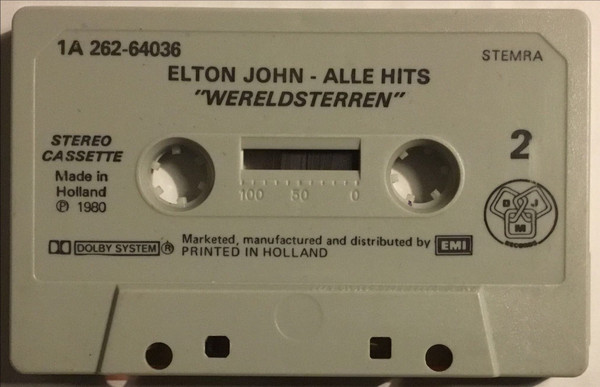 1A 262-64036
STEMRA
ELTON JOHN - ALLE HITS
"WERELDSTERREN"
STEREO
CASSETTE
2
Made in
Holland
℗ 1980
100 50 0
D J
M
RECORDS
DOLBY SYSTEM ®
Marketed, manufactured and distributed by EMI
PRINTED IN HOLLAND